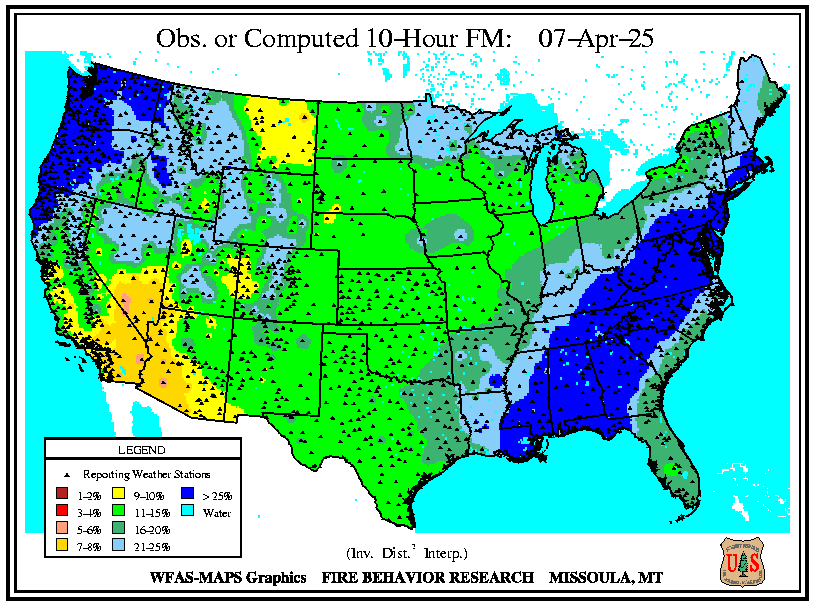 Obs. or Computed 10-Hour FM: 07-Apr-25
LEGEND
Reporting Weather Stations
1-2% 9-10% > 25%
3-4% 11-15% Water
5-6% 16-20%
7-8% 21-25%
(Inv. Dist.² Interp.)
WFAS-MAPS Graphics FIRE BEHAVIOR RESEARCH MISSOULA, MT
U S